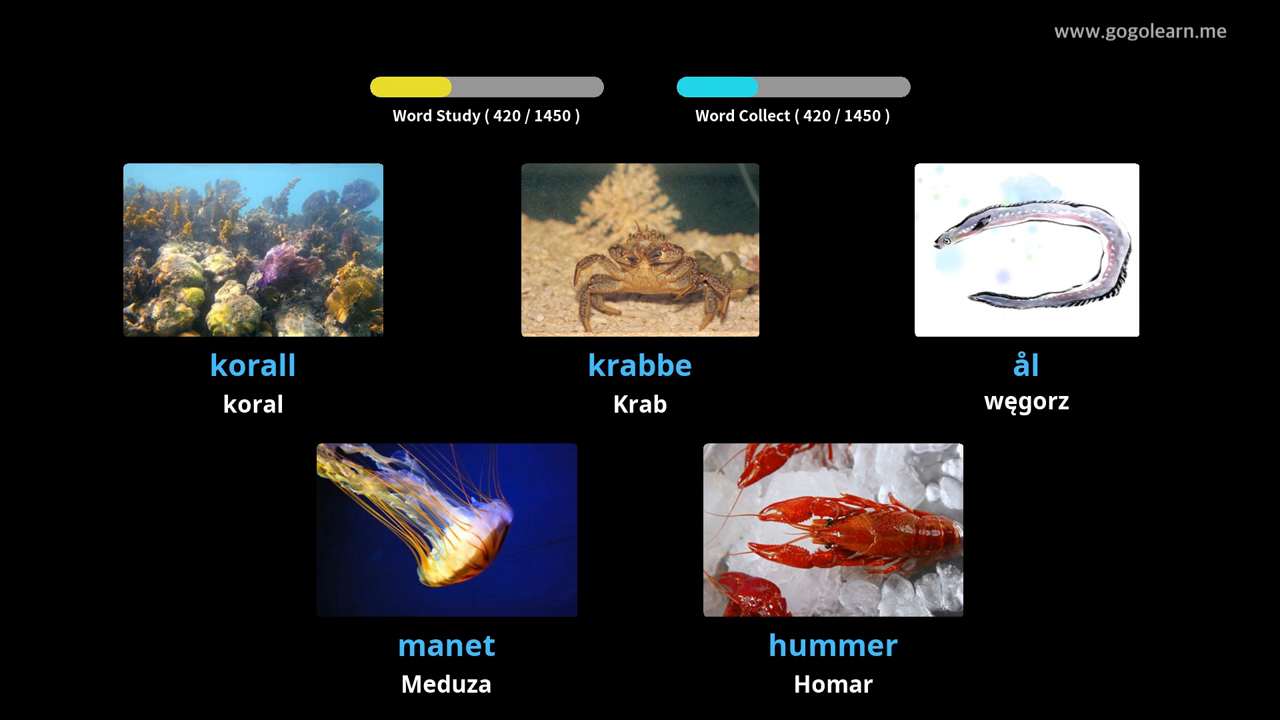 www.gogolearn.me
Word Study ( 420 / 1450 )
Word Collect ( 420 / 1450 )
korall
koral
krabbe
Krab
ål
węgorz
manet
Meduza
hummer
Homar